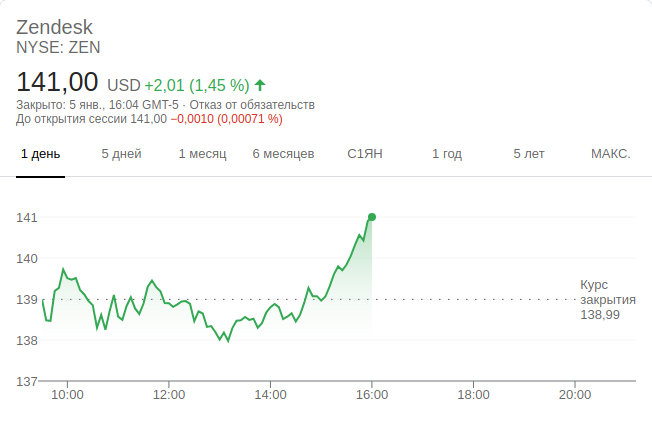 Zendesk
NYSE: ZEN
141,00 USD +2,01 (1,45 %)
Закрыто: 5 янв., 16:04 GMT-5 · Отказ от обязательств
До открытия сессии 141,00 −0,0010 (0,00071 %)
1 день 5 дней 1 месяц 6 месяцев С1ЯН 1 год 5 лет МАКС.
141
140
139
138
137
Курс
закрытия
138,99
10:00 12:00 14:00 16:00 18:00 20:00